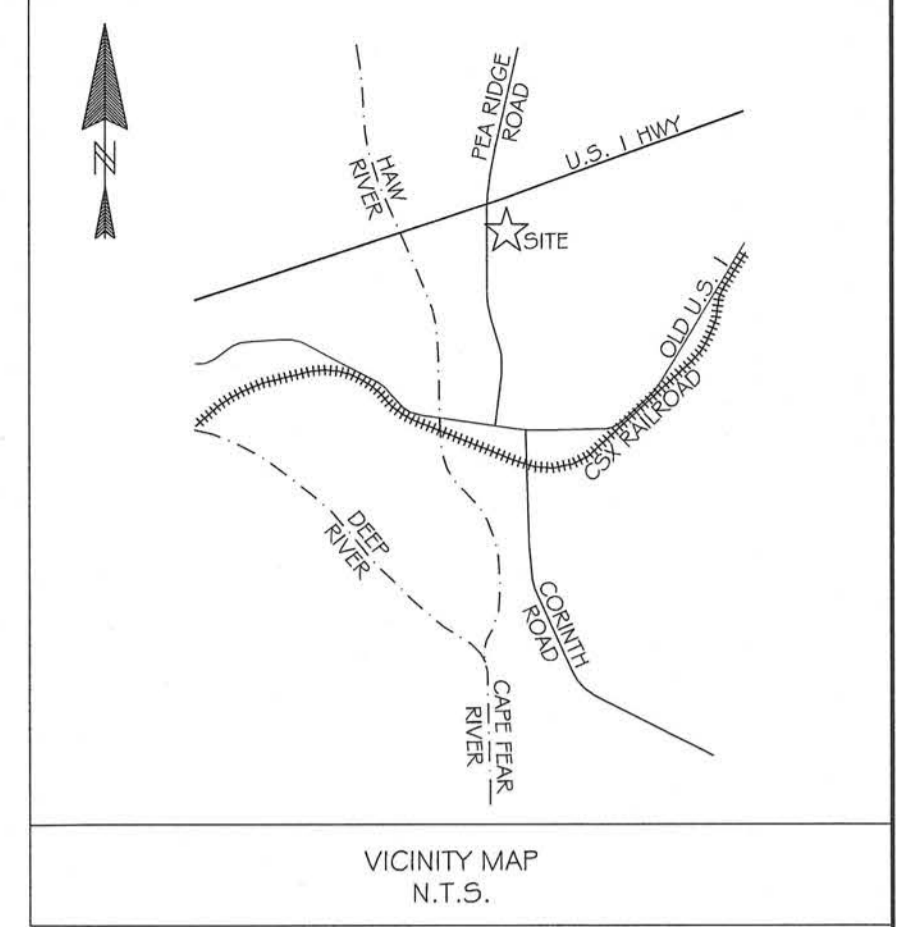 N
HAW
RIVER
PEA RIDGE
ROAD
U.S. 1 HWY
SITE
OLD U.S. 1
CSX RAILROAD
DEEP
RIVER
CORINTH
ROAD
CAPE FEAR
RIVER
VICINITY MAP
N.T.S.